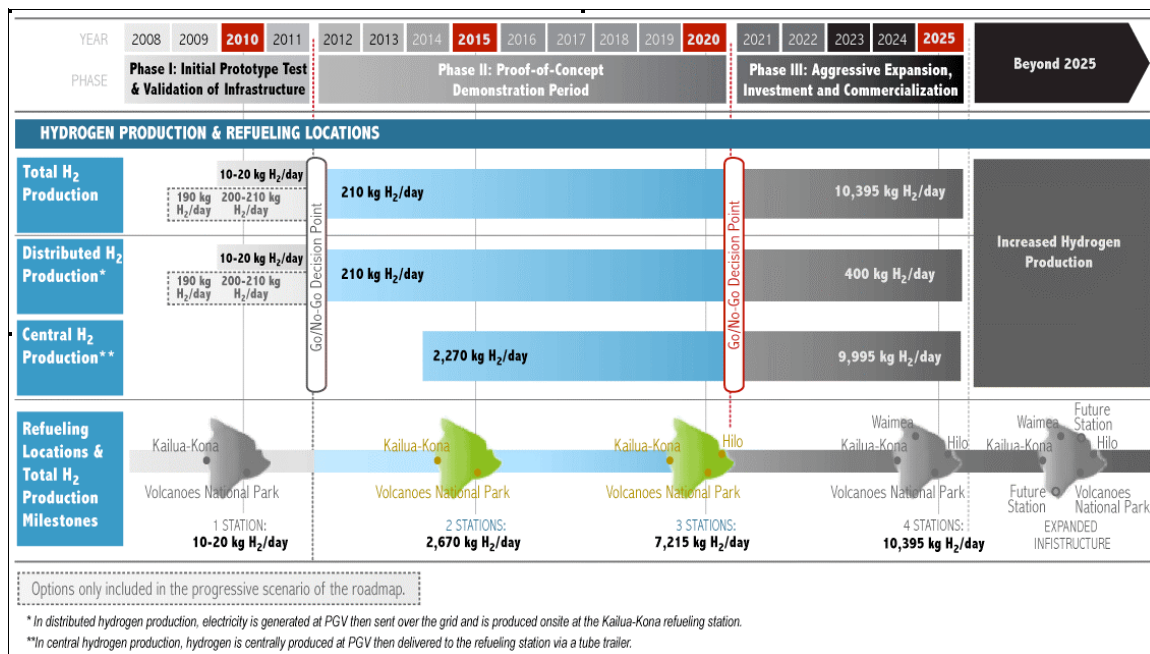 YEAR
2008 2009 2010 2011 2012 2013 2014 2015 2016 2017 2018 2019 2020 2021 2022 2023 2024 2025
PHASE
Phase I: Initial Prototype Test
& Validation of Infrastructure
Phase II: Proof-of-Concept
Demonstration Period
Phase III: Aggressive Expansion,
Investment and Commercialization
Beyond 2025
HYDROGEN PRODUCTION & REFUELING LOCATIONS
Total H2
Production
10-20 kg H2/day
190 kg
H2/day
200-210 kg
H2/day
210 kg H2/day
10,395 kg H2/day
Distributed H2
Production*
10-20 kg H2/day
190 kg
H2/day
200-210 kg
H2/day
210 kg H2/day
400 kg H2/day
Central H2
Production**
2,270 kg H2/day
9,995 kg H2/day
Go/No-Go Decision Point
Go/No-Go Decision Point
Increased Hydrogen
Production
Refueling
Locations &
Total H2
Production
Milestones
Kailua-Kona
Volcanoes National Park
1 STATION:
10-20 kg H2/day
Kailua-Kona
Volcanoes National Park
2 STATIONS:
2,670 kg H2/day
Kailua-Kona
Hilo
Volcanoes National Park
3 STATIONS:
7,215 kg H2/day
Waimea
Kailua-Kona
Hilo
Volcanoes National Park
4 STATIONS:
10,395 kg H2/day
Waimea
Future
Station
Kailua-Kona
Hilo
Future
Station
Volcanoes
National Park
EXPANDED
INFISTRUCTURE
Options only included in the progressive scenario of the roadmap.
* In distributed hydrogen production, electricity is generated at PGV then sent over the grid and is produced onsite at the Kailua-Kona refueling station.
**In central hydrogen production, hydrogen is centrally produced at PGV then delivered to the refueling station via a tube trailer.